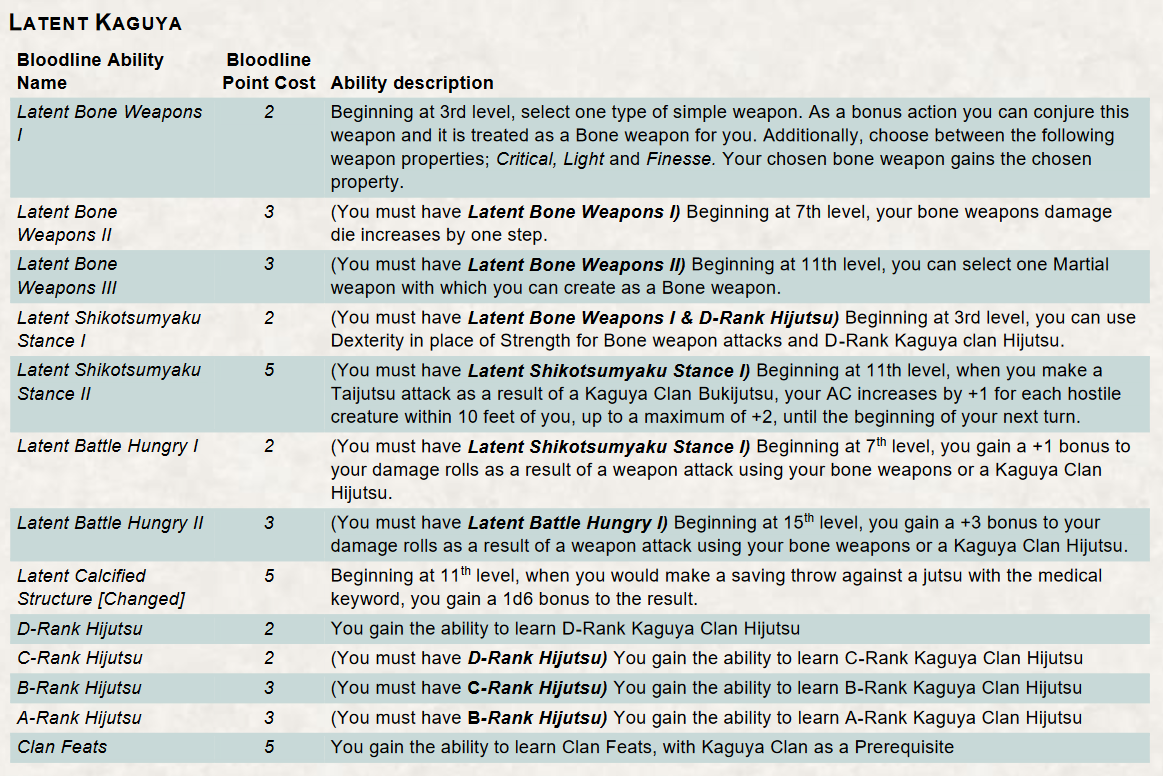 LATENT KAGUYA
Bloodline Ability Name
Bloodline Point Cost
Ability description
Latent Bone Weapons I
2
Beginning at 3rd level, select one type of simple weapon. As a bonus action you can conjure this
weapon and it is treated as a Bone weapon for you. Additionally, choose between the following
weapon properties; Critical, Light and Finesse. Your chosen bone weapon gains the chosen
property.
Latent Bone Weapons II
3
(You must have Latent Bone Weapons I) Beginning at 7th level, your bone weapons damage
die increases by one step.
Latent Bone Weapons III
3
(You must have Latent Bone Weapons II) Beginning at 11th level, you can select one Martial
weapon with which you can create as a Bone weapon.
Latent Shikotsumyaku Stance I
2
(You must have Latent Bone Weapons I & D-Rank Hijutsu) Beginning at 3rd level, you can use
Dexterity in place of Strength for Bone weapon attacks and D-Rank Kaguya clan Hijutsu.
Latent Shikotsumyaku Stance II
5
(You must have Latent Shikotsumyaku Stance I) Beginning at 11th level, when you make a
Taijutsu attack as a result of a Kaguya Clan Bukijutsu, your AC increases by +1 for each hostile
creature within 10 feet of you, up to a maximum of +2, until the beginning of your next turn.
Latent Battle Hungry I
2
(You must have Latent Shikotsumyaku Stance I) Beginning at 7th level, you gain a +1 bonus to
your damage rolls as a result of a weapon attack using your bone weapons or a Kaguya Clan
Hijutsu.
Latent Battle Hungry II
3
(You must have Latent Battle Hungry I) Beginning at 15th level, you gain a +3 bonus to your
damage rolls as a result of a weapon attack using your bone weapons or a Kaguya Clan Hijutsu.
Latent Calcified Structure [Changed]
5
Beginning at 11th level, when you would make a saving throw against a jutsu with the medical
keyword, you gain a 1d6 bonus to the result.
D-Rank Hijutsu
2
You gain the ability to learn D-Rank Kaguya Clan Hijutsu
C-Rank Hijutsu
2
(You must have D-Rank Hijutsu) You gain the ability to learn C-Rank Kaguya Clan Hijutsu
B-Rank Hijutsu
3
(You must have C-Rank Hijutsu) You gain the ability to learn B-Rank Kaguya Clan Hijutsu
A-Rank Hijutsu
3
(You must have B-Rank Hijutsu) You gain the ability to learn A-Rank Kaguya Clan Hijutsu
Clan Feats
5
You gain the ability to learn Clan Feats, with Kaguya Clan as a Prerequisite